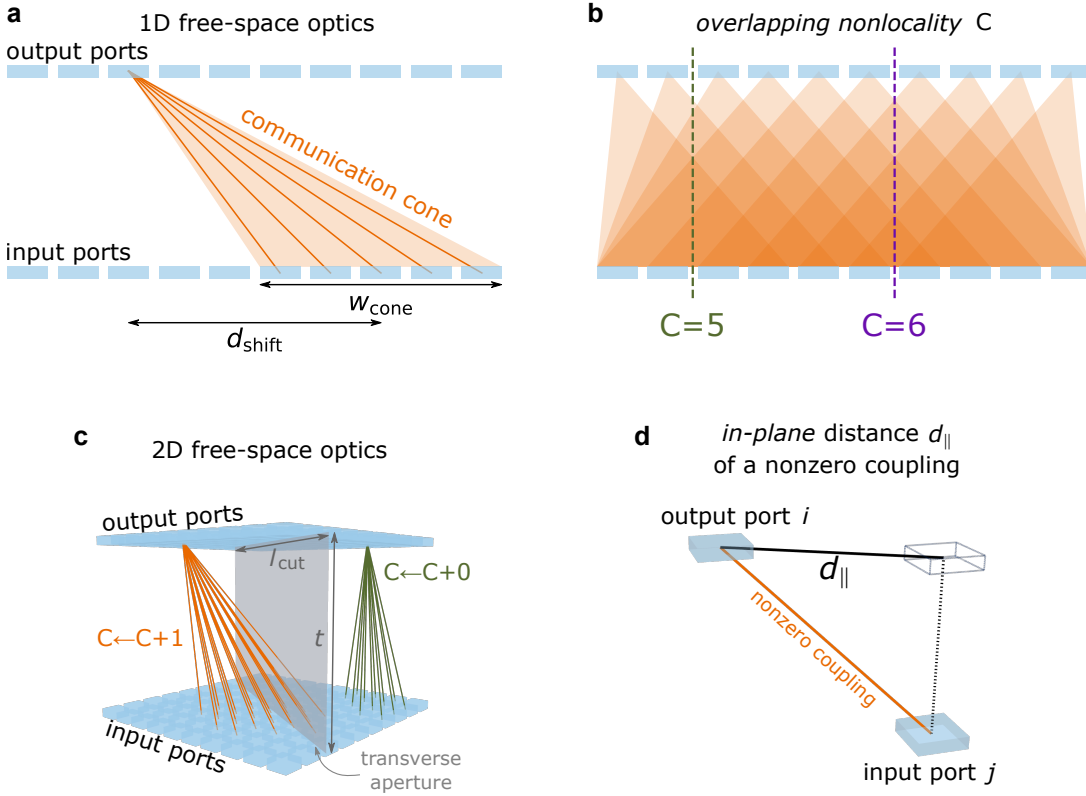 a
1D free-space optics
output ports
communication cone
input ports
w_cone
d_shift
b
overlapping nonlocality C
C=5
C=6
c
2D free-space optics
output ports
l_cut
C←C+0
C←C+1
t
input ports
transverse
aperture
d
in-plane distance d_∥
of a nonzero coupling
output port i
d_∥
nonzero coupling
input port j